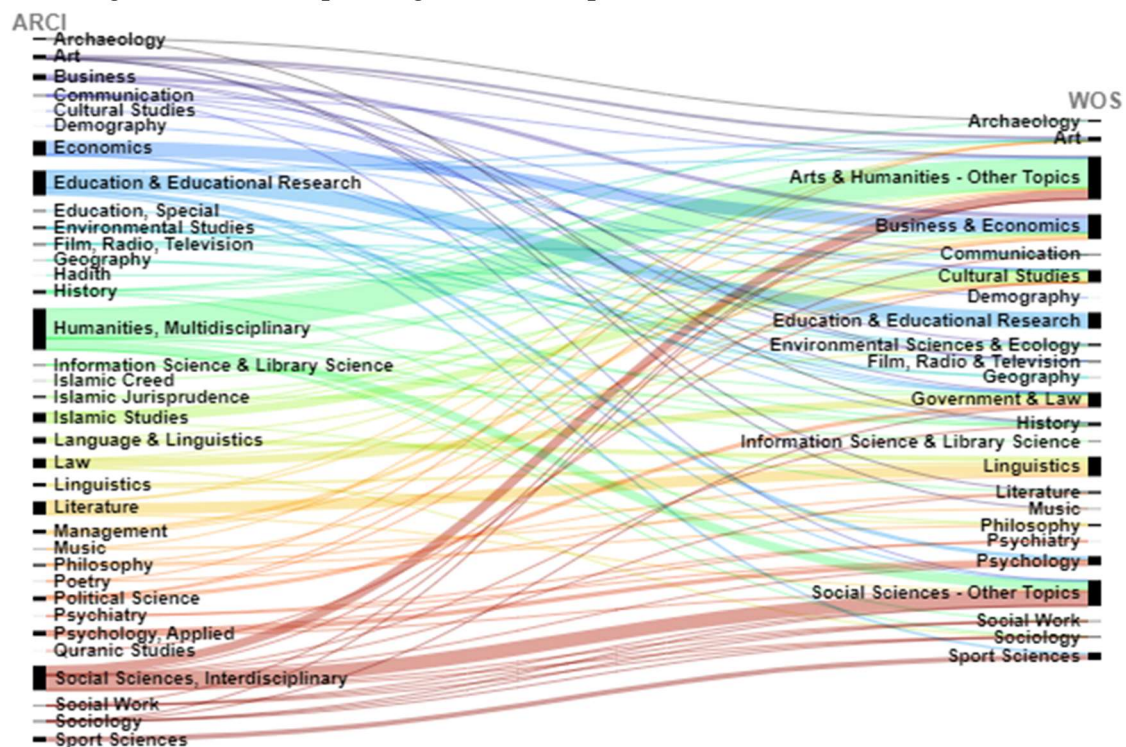 ARCI
Archaeology
Art
Business
Communication
Cultural Studies
Demography
Economics
Education & Educational Research
Education, Special
Environmental Studies
Film, Radio, Television
Geography
Hadith
History
Humanities, Multidisciplinary
Information Science & Library Science
Islamic Creed
Islamic Jurisprudence
Islamic Studies
Language & Linguistics
Law
Linguistics
Literature
Management
Music
Philosophy
Poetry
Political Science
Psychiatry
Psychology, Applied
Quranic Studies
Social Sciences, Interdisciplinary
Social Work
Sociology
Sport Sciences
WOS
Archaeology
Art
Arts & Humanities - Other Topics
Business & Economics
Communication
Cultural Studies
Demography
Education & Educational Research
Environmental Sciences & Ecology
Film, Radio & Television
Geography
Government & Law
History
Information Science & Library Science
Linguistics
Literature
Music
Philosophy
Psychiatry
Psychology
Social Sciences - Other Topics
Social Work
Sociology
Sport Sciences